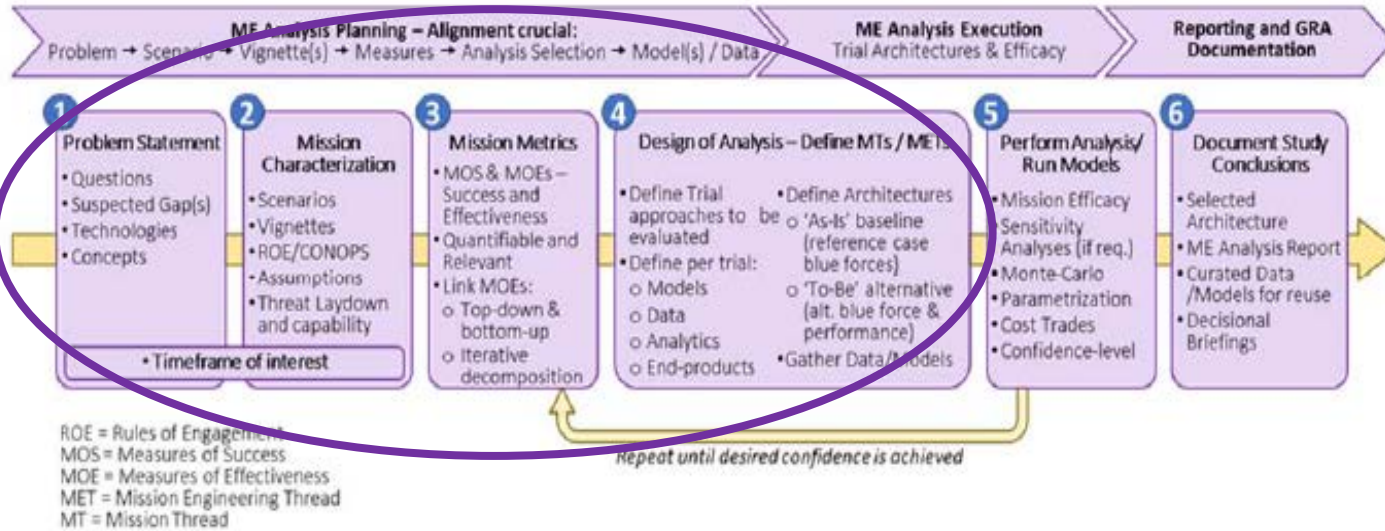 ME Analysis Planning – Alignment crucial:
Problem → Scenario → Vignette(s) → Measures → Analysis Selection → Model(s) / Data
ME Analysis Execution
Trial Architectures & Efficacy
Reporting and GRA
Documentation
1
Problem Statement
• Questions
• Suspected Gap(s)
• Technologies
• Concepts
2
Mission
Characterization
• Scenarios
• Vignettes
• ROE/CONOPS
• Assumptions
• Threat Laydown
and capability
• Timeframe of interest
3
Mission Metrics
• MOS & MOEs –
Success and
Effectiveness
• Quantifiable and
Relevant
• Link MOEs:
o Top-down &
bottom-up
o Iterative
decomposition
4
Design of Analysis – Define MTs / METs
• Define Trial
approaches to be
evaluated
• Define per trial:
o Models
o Data
o Analytics
o End-products
• Define Architectures
o 'As-Is' baseline
(reference case
blue forces)
o 'To-Be' alternative
(alt. blue force &
performance)
• Gather Data/Models
5
Perform Analysis/
Run Models
• Mission Efficacy
• Sensitivity
Analyses (if req.)
• Monte-Carlo
• Parametrization
• Cost Trades
• Confidence-level
6
Document Study
Conclusions
• Selected
Architecture
• ME Analysis Report
• Curated Data
/Models for reuse
• Decisional
Briefings
Repeat until desired confidence is achieved
ROE = Rules of Engagement
MOS = Measures of Success
MOE = Measures of Effectiveness
MET = Mission Engineering Thread
MT = Mission Thread